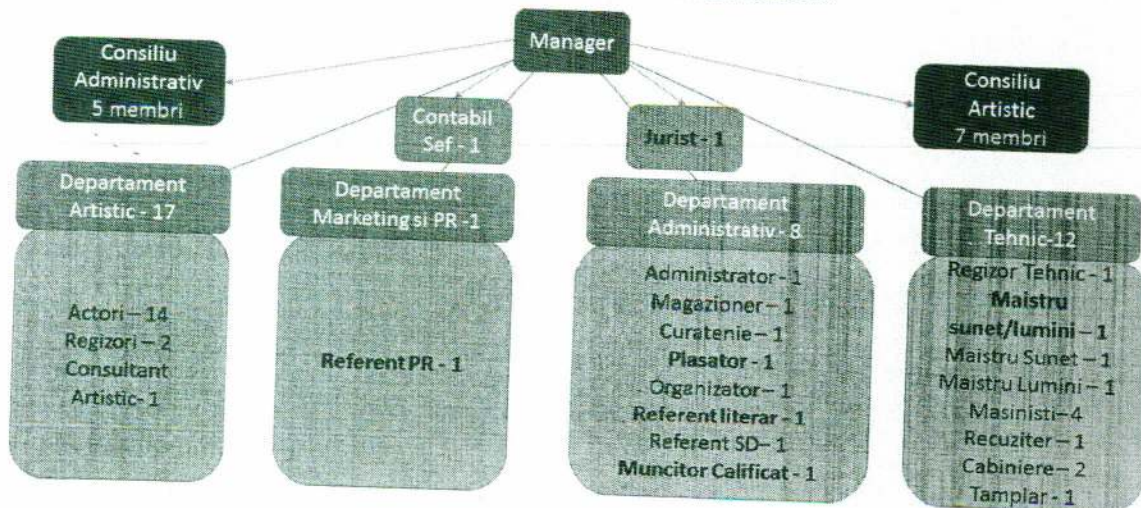 Manager
Consiliu
Administrativ
5 membri
Consiliu
Artistic
7 membri
Contabil
Sef - 1
Jurist - 1
Departament
Artistic - 17
Departament
Marketing si PR -1
Departament
Administrativ - 8
Departament
Tehnic-12
Actori – 14
Regizori – 2
Consultant
Artistic- 1
Referent PR - 1
Administrator - 1
Magazioner – 1
Curatenie – 1
Plasator – 1
Organizator – 1
Referent literar - 1
Referent SD– 1
Muncitor Calificat - 1
Regizor Tehnic - 1
Maistru
sunet/lumini – 1
Maistru Sunet – 1
Maistru Lumini – 1
Masinisti – 4
Recuziter – 1
Cabiniere – 2
Tamplar - 1